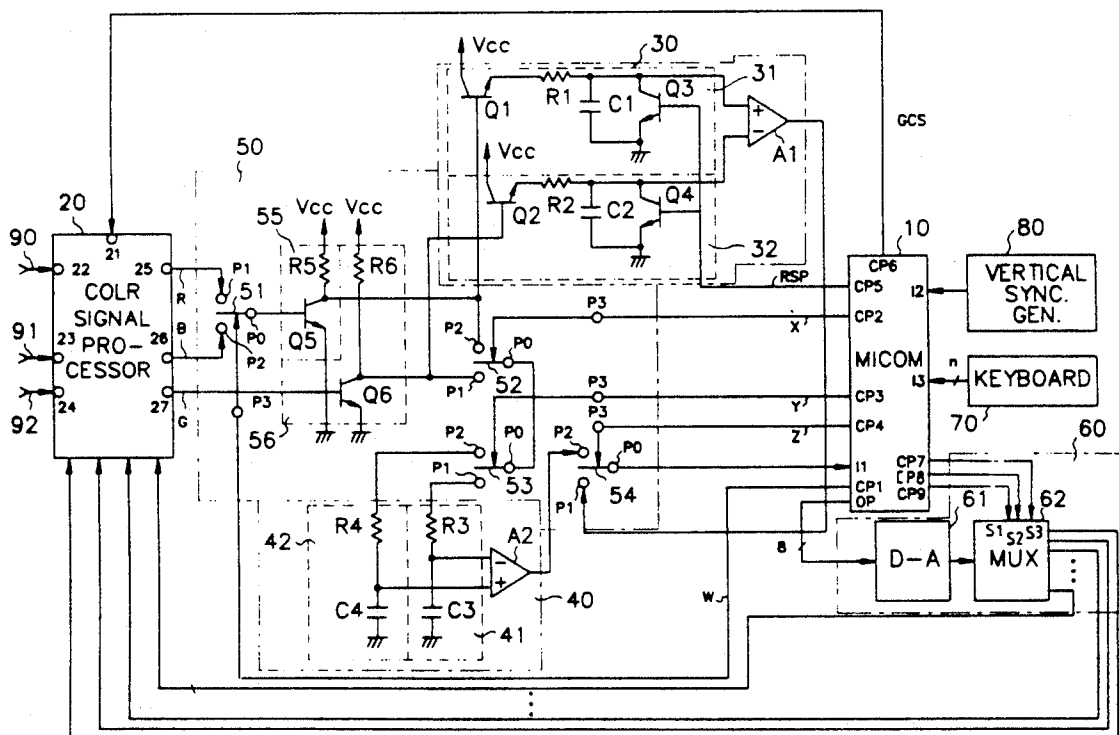 Vcc
30
31
Q1
R1
C1
Q3
+
−
A1
GCS
Vcc
50
Q2
R2
C2
Q4
32
20
55
Vcc
Vcc
10
80
90
21
22
25
R
P1
51
R5
R6
RSP
CP6
CP5
I2
VERTICAL
SYNC.
GEN.
COLR
SIGNAL
PRO-
CESSOR
P0
Q5
P2
P3
X
CP2
91
23
26
B
P2
P0
52
MICOM
n
I3
KEYBOARD
92
24
27
G
P3
Q6
P1
P3
Y
CP3
70
56
P3
Z
CP4
60
P2
P0
P2
P0
I1
CP7
53
P1
54
P1
CP1
CP8
OP
CP9
61
62
R4
R3
42
A2
−
+
8
D-A
S1
S2
S3
MUX
C4
C3
40
W
41